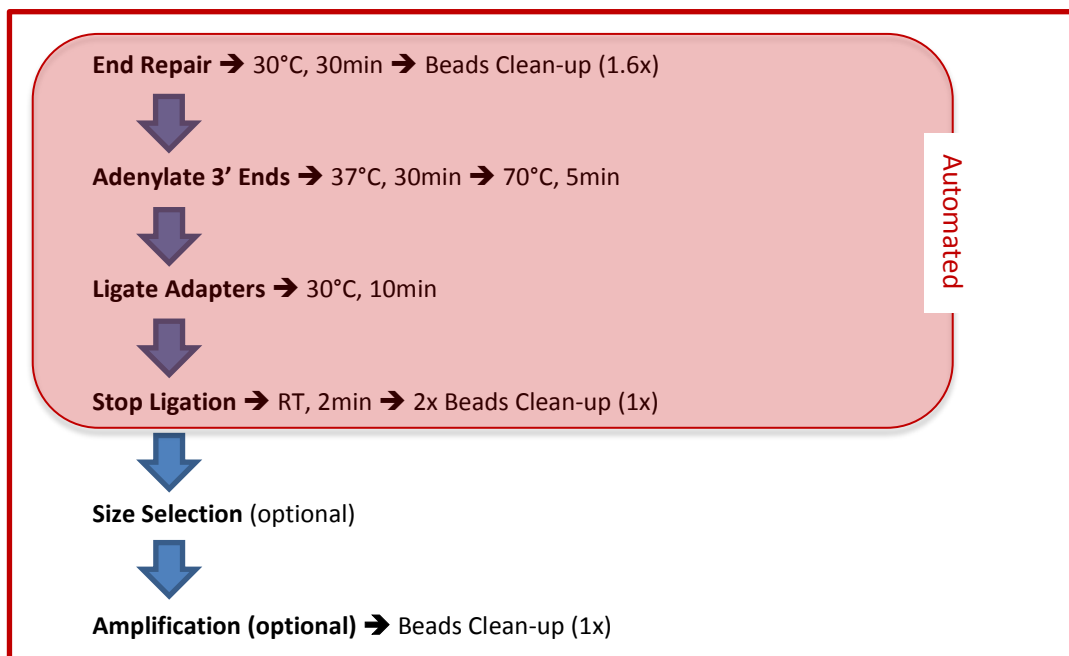 End Repair ➔ 30°C, 30min ➔ Beads Clean-up (1.6x)
Adenylate 3’ Ends ➔ 37°C, 30min ➔ 70°C, 5min
Automated
Ligate Adapters ➔ 30°C, 10min
Stop Ligation ➔ RT, 2min ➔ 2x Beads Clean-up (1x)
Size Selection (optional)
Amplification (optional) ➔ Beads Clean-up (1x)